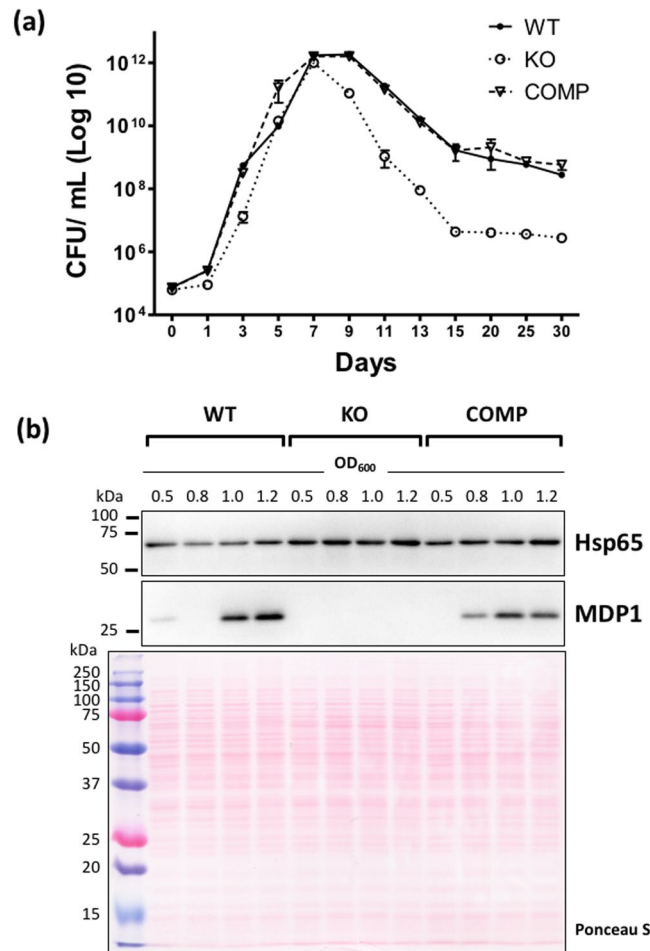 (a)
CFU/ mL (Log 10)
10^12
10^10
10^8
10^6
10^4
WT
KO
COMP
0 1 3 5 7 9 11 13 15 20 25 30
Days
(b)
WT KO COMP
OD₆₀₀
kDa 0.5 0.8 1.0 1.2 0.5 0.8 1.0 1.2 0.5 0.8 1.0 1.2
100
75
50
Hsp65
25
MDP1
kDa
250
150
100
75
50
37
25
20
15
Ponceau S